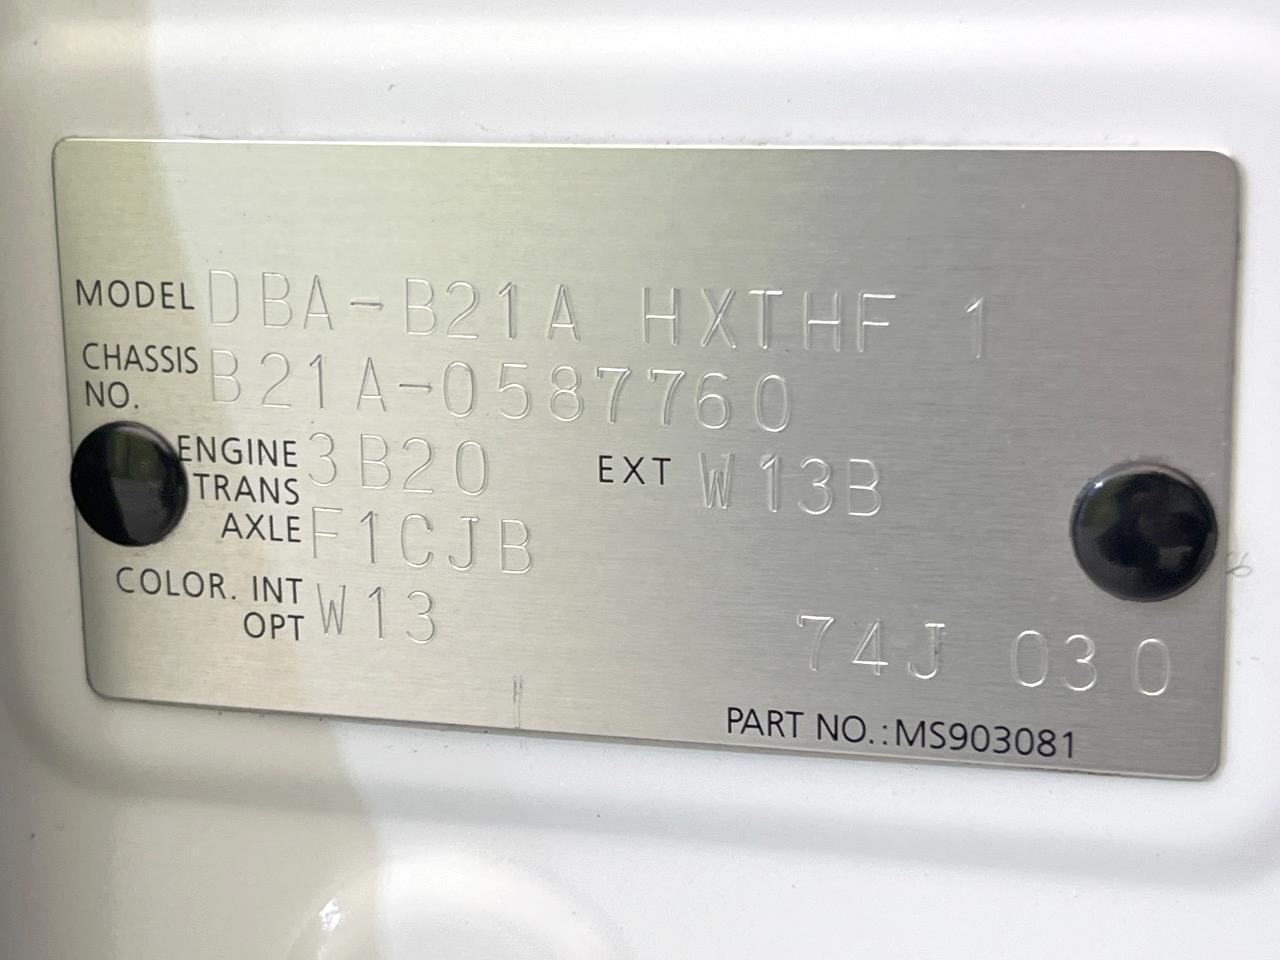 MODEL DBA-B21A HXTHF 1
CHASSIS NO. B21A-0587760
ENGINE 3B20 EXT W13B
TRANS AXLE F1CJB
COLOR. INT OPT W13
74J 030
PART NO.:MS903081